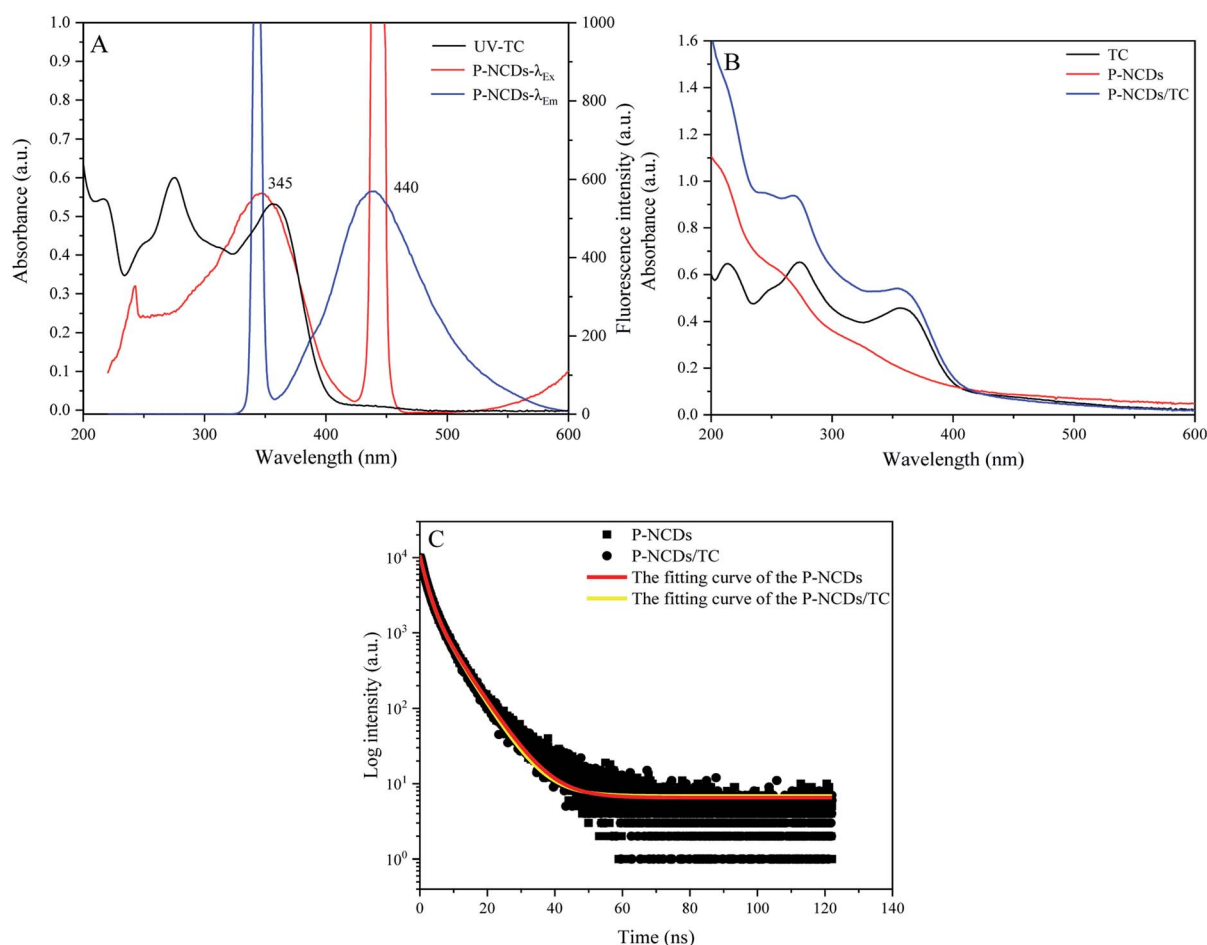 A
UV-TC
P-NCDs-λEx
P-NCDs-λEm
345
440
1.0
0.9
0.8
0.7
0.6
0.5
0.4
0.3
0.2
0.1
0.0
1000
800
600
400
200
0
Absorbance (a.u.)
Fluorescence intensity (a.u.)
200 300 400 500 600
Wavelength (nm)
B
TC
P-NCDs
P-NCDs/TC
1.6
1.4
1.2
1.0
0.8
0.6
0.4
0.2
0.0
Absorbance (a.u.)
200 300 400 500 600
Wavelength (nm)
C
P-NCDs
P-NCDs/TC
The fitting curve of the P-NCDs
The fitting curve of the P-NCDs/TC
10⁴
10³
10²
10¹
10⁰
Log intensity (a.u.)
0 20 40 60 80 100 120 140
Time (ns)